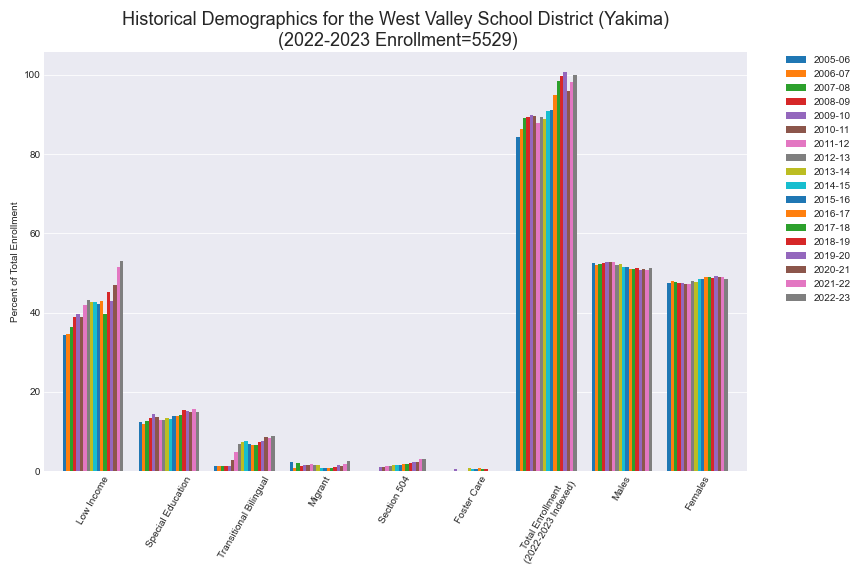 Historical Demographics for the West Valley School District (Yakima)
(2022-2023 Enrollment=5529)
Percent of Total Enrollment
100
80
60
40
20
0
Low Income
Special Education
Transitional Bilingual
Migrant
Section 504
Foster Care
Total Enrollment
(2022-2023 Indexed)
Males
Females
2005-06
2006-07
2007-08
2008-09
2009-10
2010-11
2011-12
2012-13
2013-14
2014-15
2015-16
2016-17
2017-18
2018-19
2019-20
2020-21
2021-22
2022-23